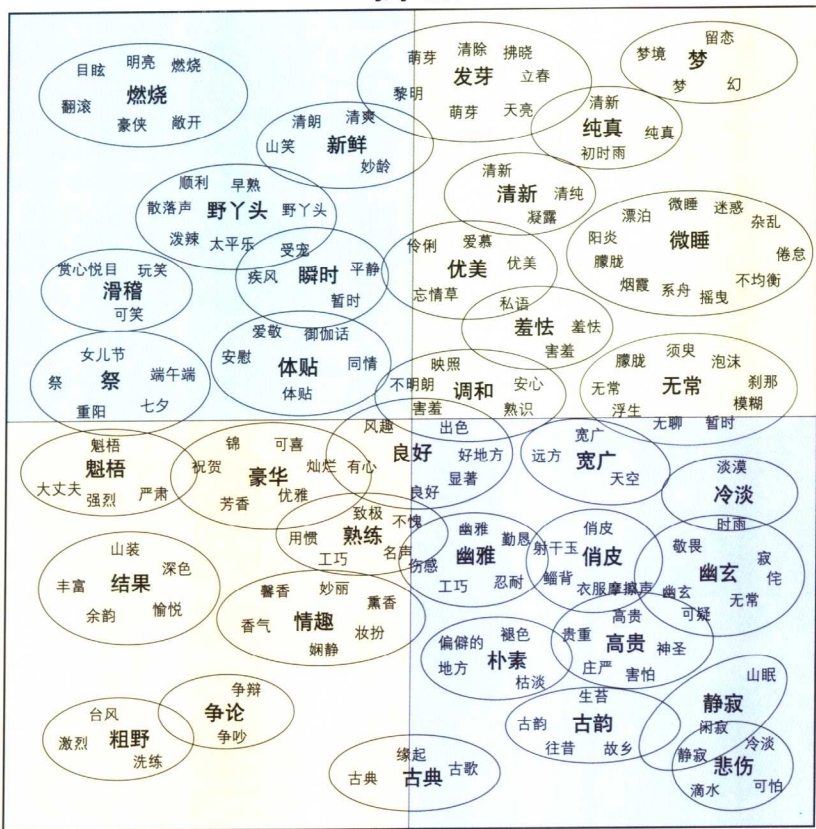 目眩 明亮 燃烧
燃烧
翻滚
豪侠 敞开
萌芽 清除 拂晓
发芽 立春
黎明
萌芽 天亮
留恋
梦境 梦
梦 幻
清新
纯真 纯真
初时雨
清朗 清爽
山笑 新鲜
妙龄
清新
清新 清纯
凝露
顺利 早熟
散落声 野丫头 野丫头
泼辣 太平乐
微睡 迷惑
漂泊 杂乱
阳炎 微睡
朦胧 倦怠
烟霞 系舟 摇曳 不均衡
伶俐 爱慕
优美 优美
忘情草
受宠
疾风 瞬时 平静
暂时
赏心悦目 玩笑
滑稽
可笑
私语
羞怯 羞怯
害羞
爱敬 御伽话
安慰 体贴 同情
体贴
女儿节
祭 祭 端午端
重阳 七夕
映照
不明朗 调和 安心
害羞 熟识
朦胧 须臾 泡沫
无常 无常 刹那
浮生 模糊
无聊 暂时
魁梧
魁梧
大丈夫 强烈 严肃
锦 可喜
祝贺 豪华 灿烂
芳香 优雅
风趣 出色
有心 良好 好地方
显著
良好
宽广
远方 宽广
天空
淡漠
冷淡
时雨
致极 不愧
用惯 熟练
工巧 名声
幽雅 勤恳
伤感 幽雅
工巧 忍耐
俏皮
射干玉 俏皮
鲻背 衣服摩擦声
敬畏 寂
幽玄 侘
幽玄 无常
可疑
山装
深色
丰富 结果
余韵 愉悦
馨香 妙丽 薰香
香气 情趣 妆扮
娴静
高贵
贵重 高贵 神圣
庄严 害怕
偏僻的 褪色
地方 朴素
枯淡
山眠
静寂
闲寂
生苔
古韵 古韵
往昔 故乡
争辩
争论
争吵
台风
激烈 粗野
洗练
静寂 冷淡
悲伤
滴水 可怕
缘起
古典 古典 古歌